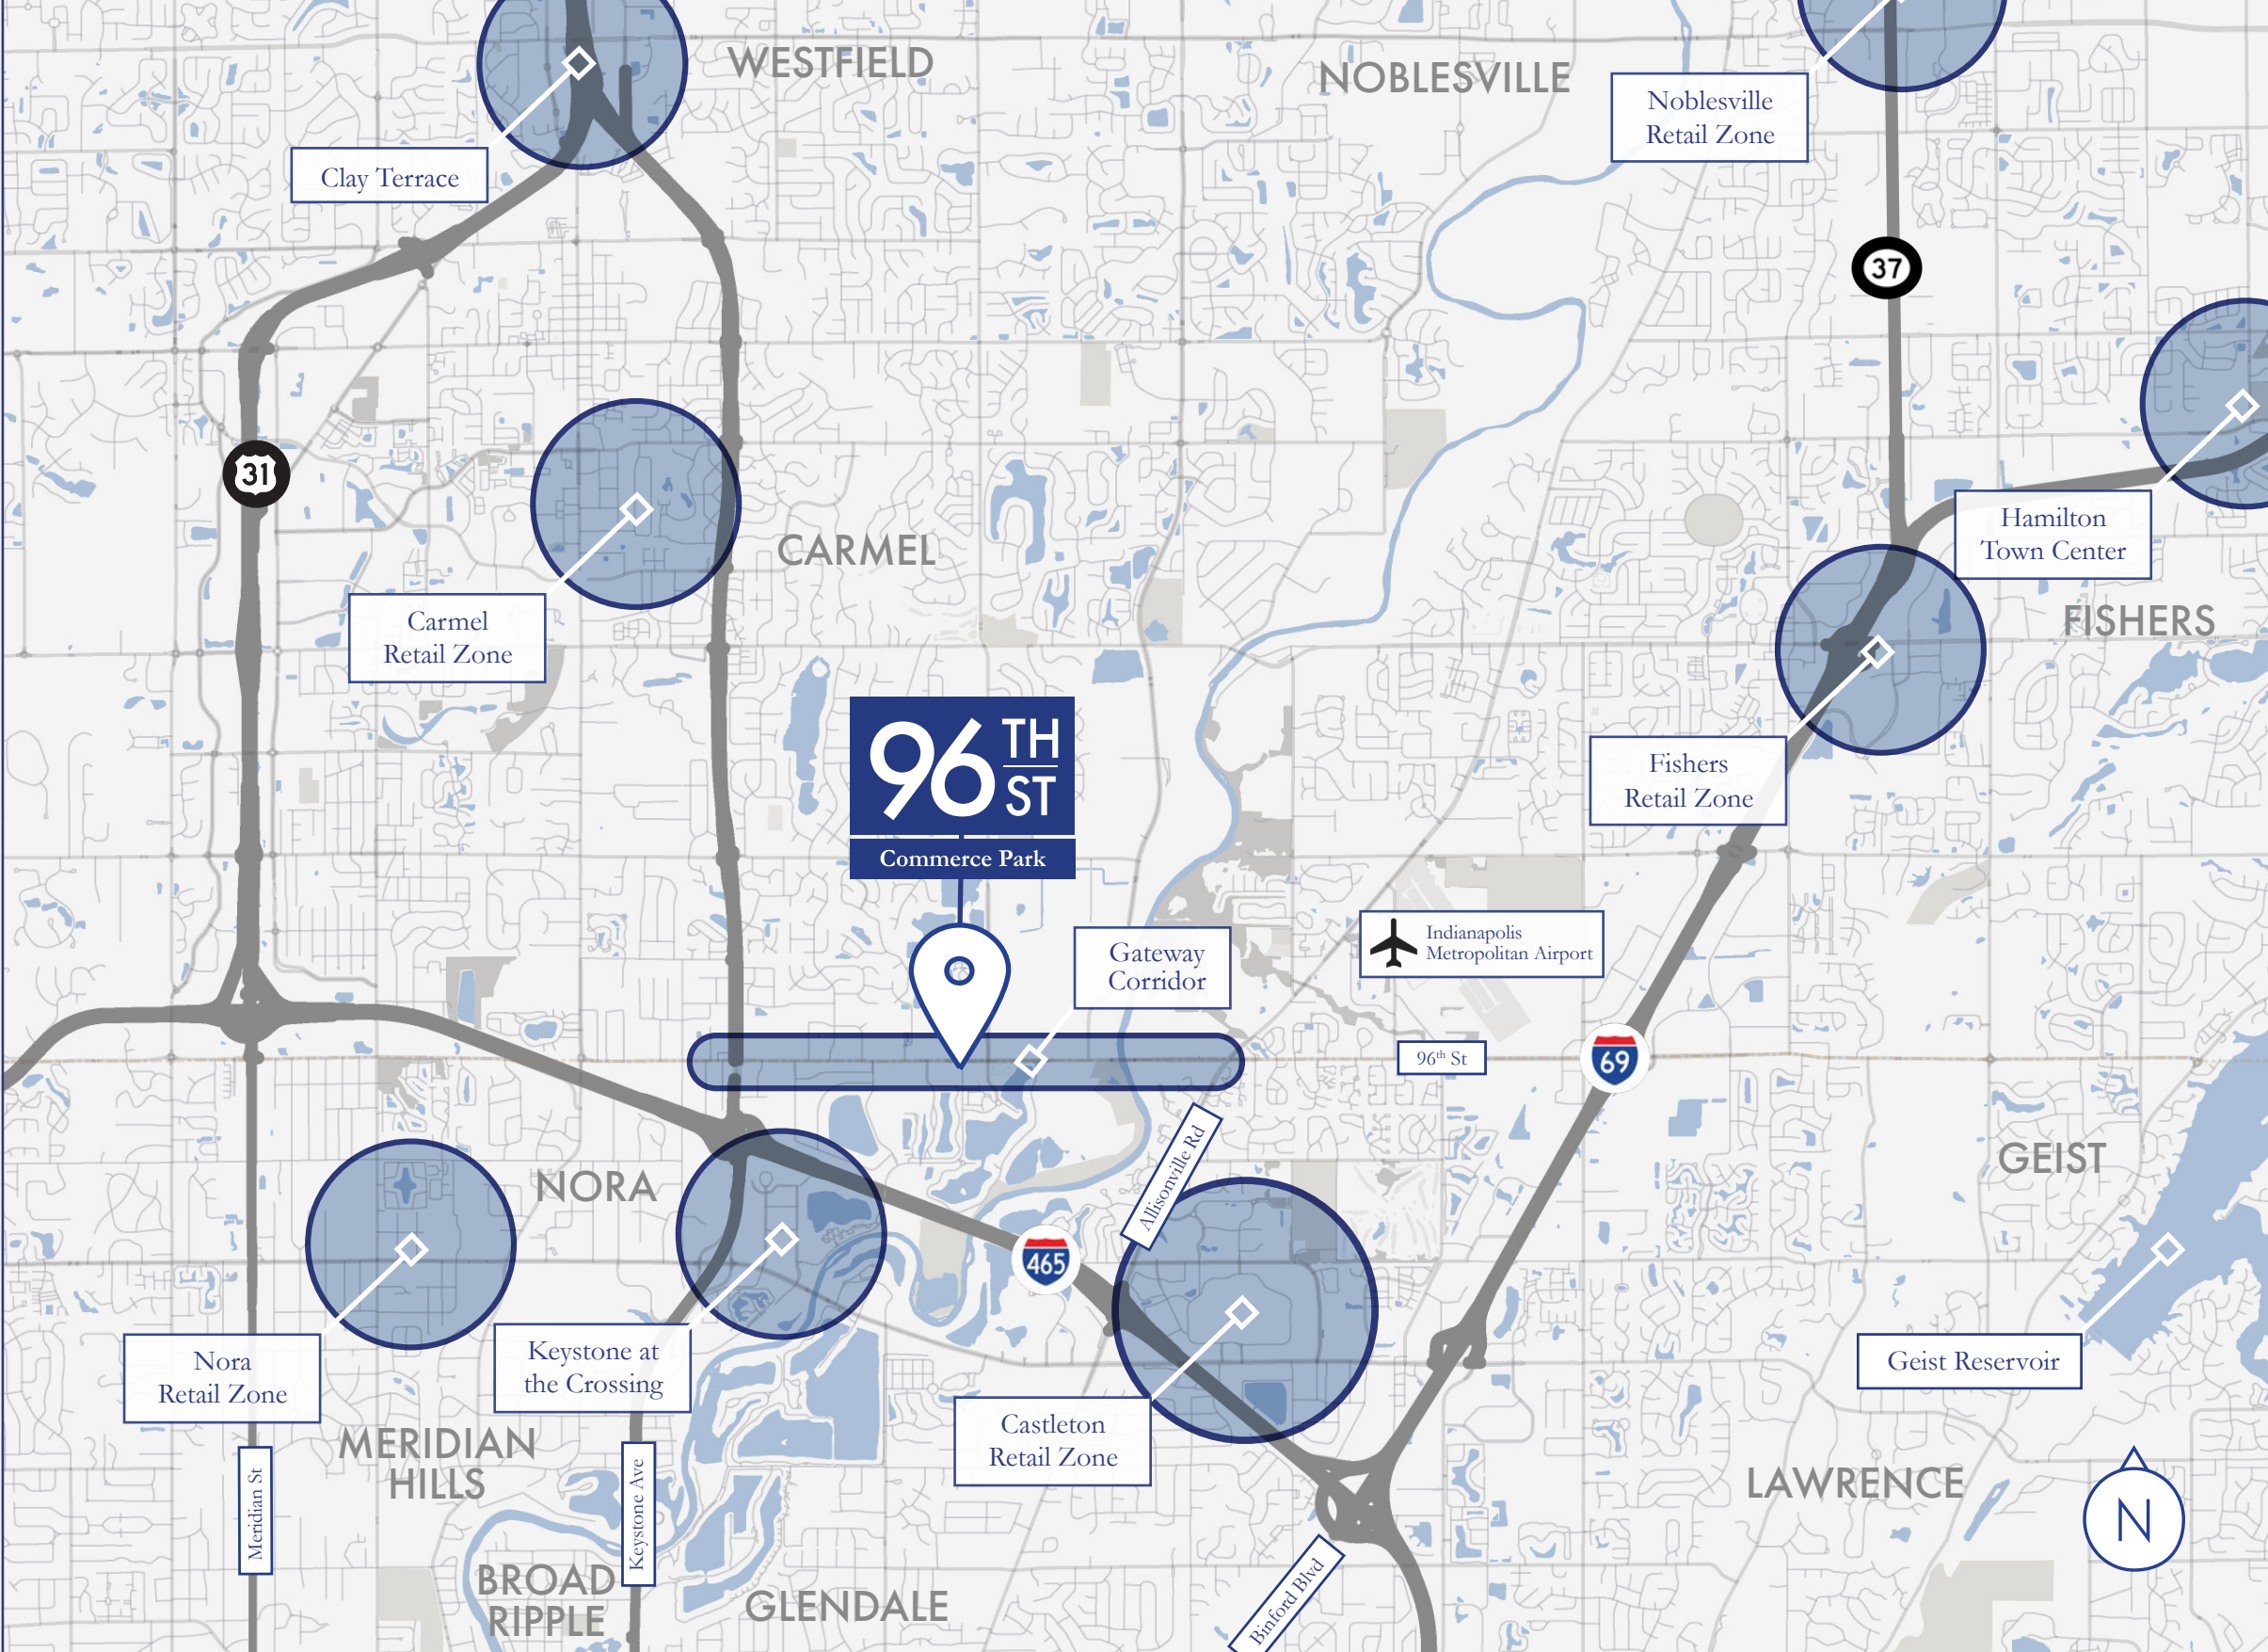 WESTFIELD
NOBLESVILLE
Noblesville
Retail Zone
Clay Terrace
37
31
Hamilton
Town Center
CARMEL
Carmel
Retail Zone
FISHERS
96TH
ST
Commerce Park
Fishers
Retail Zone
Gateway
Corridor
Indianapolis
Metropolitan Airport
96th St
69
Allisonville Rd
GEIST
NORA
465
Nora
Retail Zone
Keystone at
the Crossing
Geist Reservoir
Castleton
Retail Zone
MERIDIAN
HILLS
LAWRENCE
Meridian St
Keystone Ave
N
BROAD
RIPPLE
GLENDALE
Binford Blvd